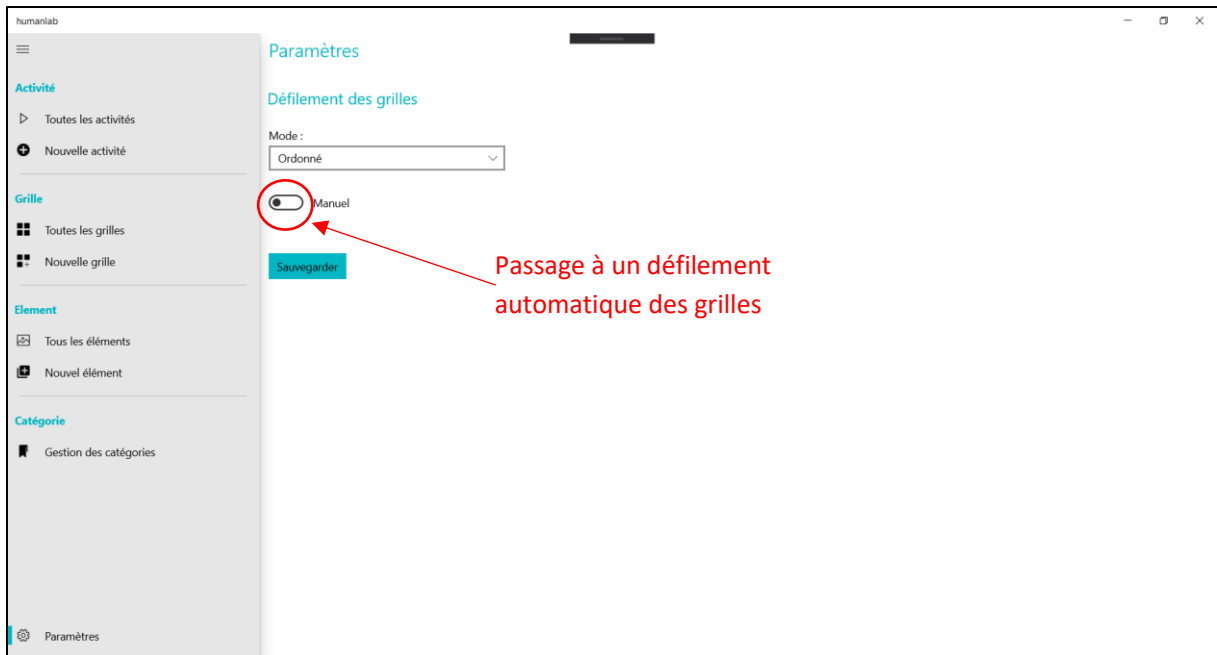 humanlab
Paramètres
Activité
Défilement des grilles
Toutes les activités
Mode :
Nouvelle activité
Ordonné
Grille
Manuel
Toutes les grilles
Nouvelle grille
Sauvegarder
Passage à un défilement
automatique des grilles
Element
Tous les éléments
Nouvel élément
Catégorie
Gestion des catégories
Paramètres